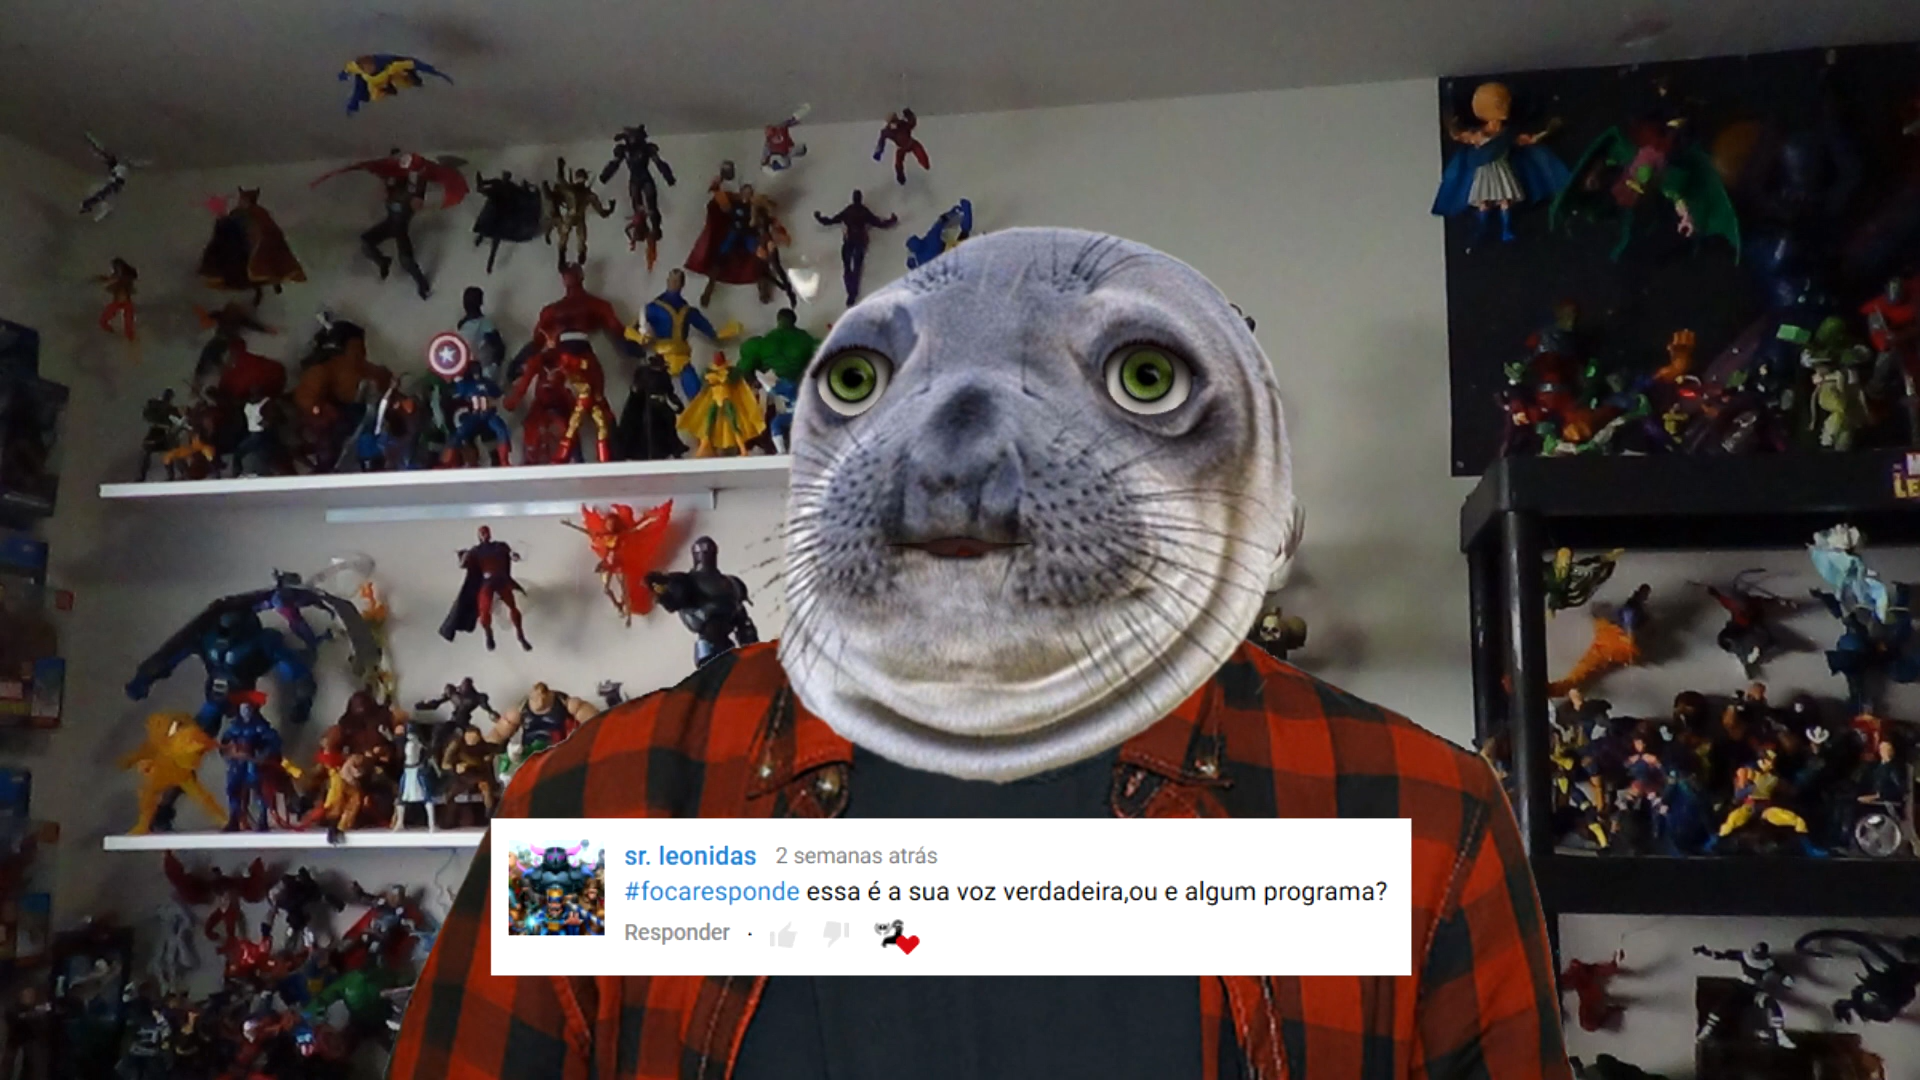 sr. leonidas 2 semanas atrás
#focaresponde essa é a sua voz verdadeira,ou e algum programa?
Responder ·